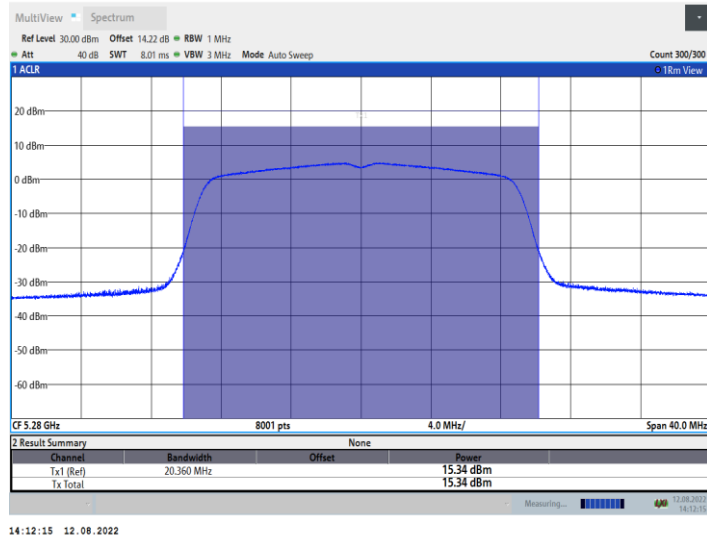 MultiView Spectrum
Ref Level 30.00 dBm Offset 14.22 dB RBW 1 MHz
Att 40 dB SWT 8.01 ms VBW 3 MHz Mode Auto Sweep Count 300/300
1 ACLR 1Rm View
20 dBm
10 dBm
0 dBm
-10 dBm
-20 dBm
-30 dBm
-40 dBm
-50 dBm
-60 dBm
CF 5.28 GHz 8001 pts 4.0 MHz/ Span 40.0 MHz
2 Result Summary None
Channel Bandwidth Offset Power
Tx1 (Ref) 20.360 MHz 15.34 dBm
Tx Total 15.34 dBm
Measuring... 12.08.2022
14:12:15
14:12:15 12.08.2022